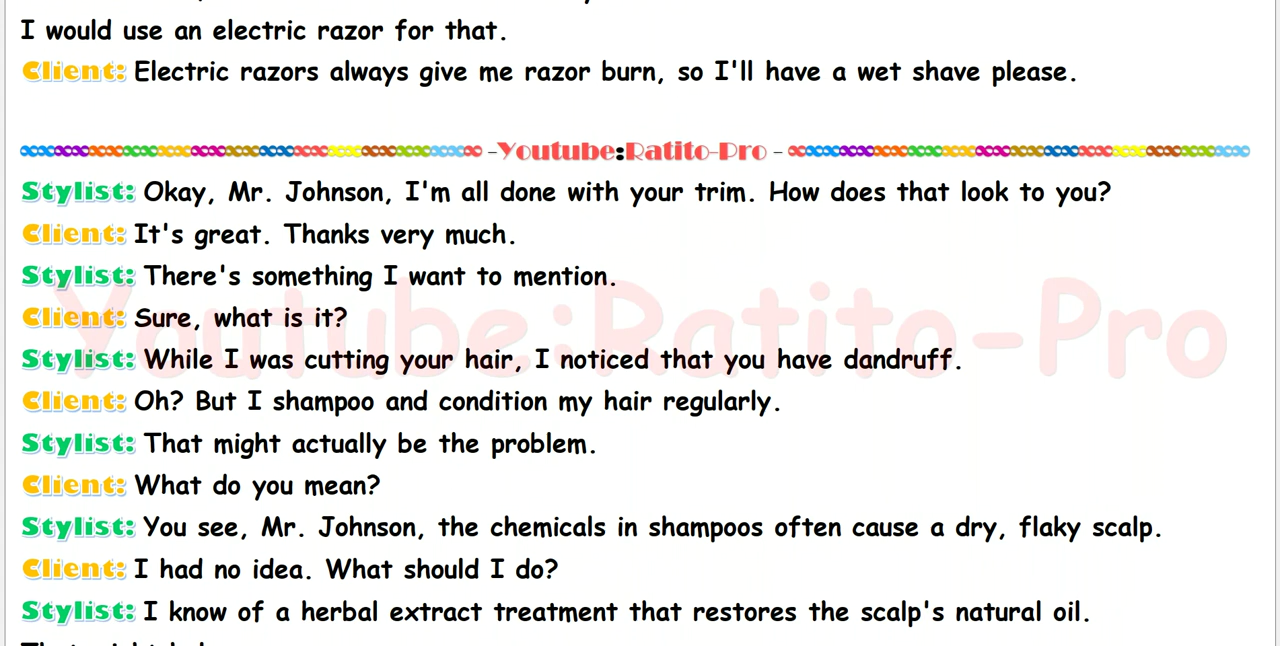 I would use an electric razor for that.
Client: Electric razors always give me razor burn, so I'll have a wet shave please.
-Youtube:Ratito-Pro -
Stylist: Okay, Mr. Johnson, I'm all done with your trim. How does that look to you?
Client: It's great. Thanks very much.
Stylist: There's something I want to mention.
Client: Sure, what is it?
Youtube:Ratito-Pro
Stylist: While I was cutting your hair, I noticed that you have dandruff.
Client: Oh? But I shampoo and condition my hair regularly.
Stylist: That might actually be the problem.
Client: What do you mean?
Stylist: You see, Mr. Johnson, the chemicals in shampoos often cause a dry, flaky scalp.
Client: I had no idea. What should I do?
Stylist: I know of a herbal extract treatment that restores the scalp's natural oil.